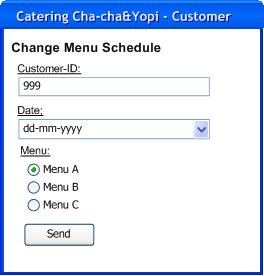 Catering Cha-cha&Yopi - Customer
Change Menu Schedule
Customer-ID:
999
Date:
dd-mm-yyyy
Menu:
Menu A
Menu B
Menu C
Send